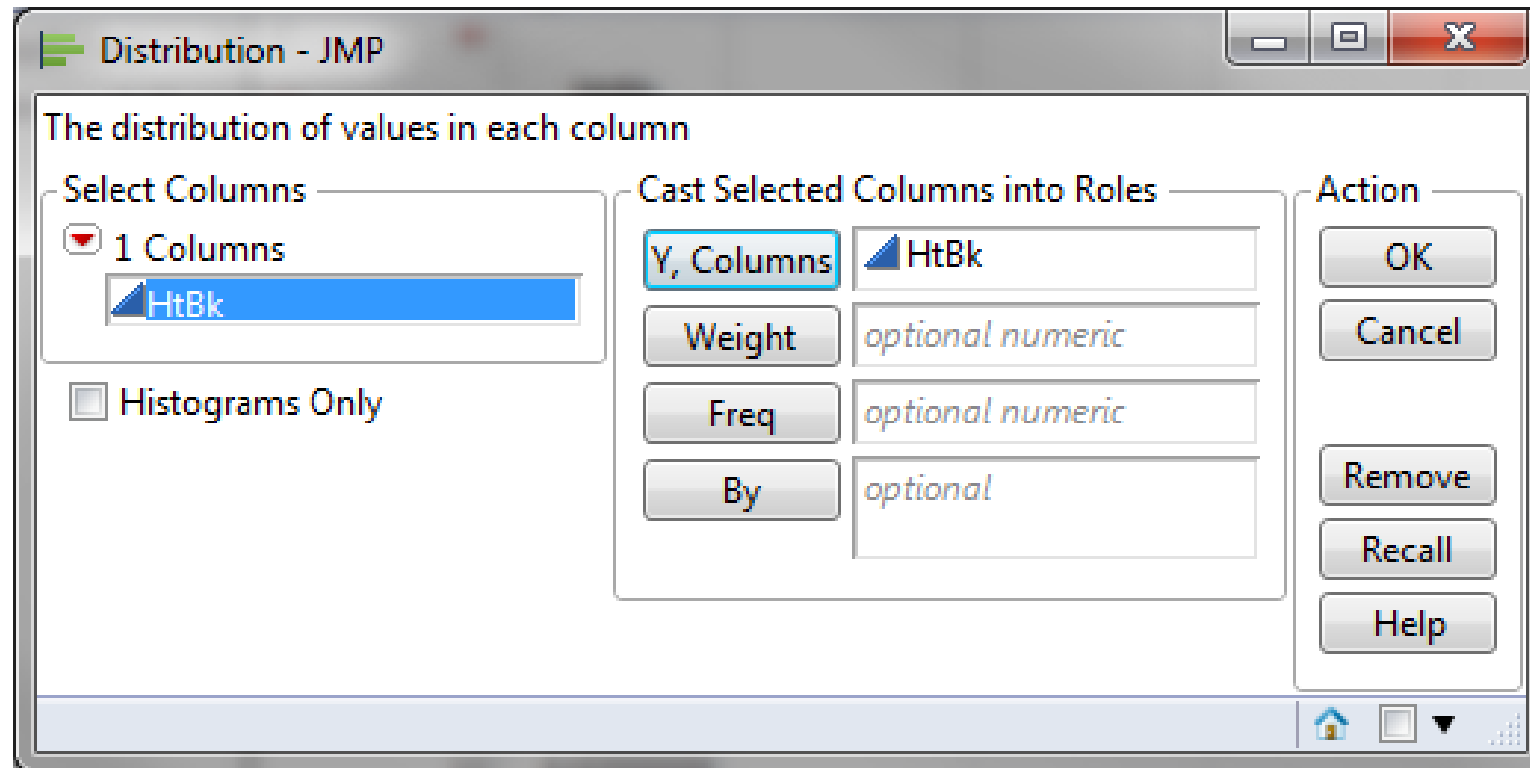 Distribution - JMP
The distribution of values in each column
Select Columns
1 Columns
HtBk
Histograms Only
Cast Selected Columns into Roles
Y, Columns HtBk
Weight optional numeric
Freq optional numeric
By optional
Action
OK
Cancel
Remove
Recall
Help